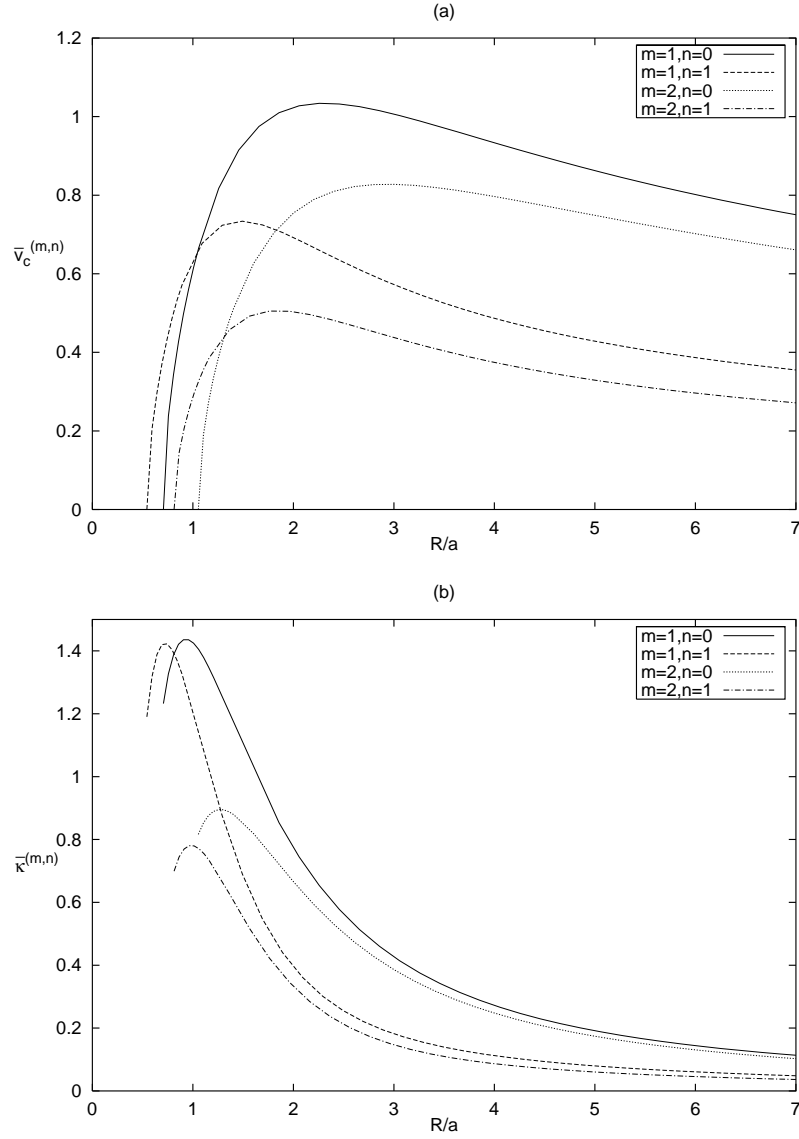 (a)
1.2
1
0.8
0.6
0.4
0.2
0
v̅c(m,n)
0 1 2 3 4 5 6 7
R/a
m=1,n=0
m=1,n=1
m=2,n=0
m=2,n=1
(b)
1.4
1.2
1
0.8
0.6
0.4
0.2
0
κ̅(m,n)
0 1 2 3 4 5 6 7
R/a
m=1,n=0
m=1,n=1
m=2,n=0
m=2,n=1